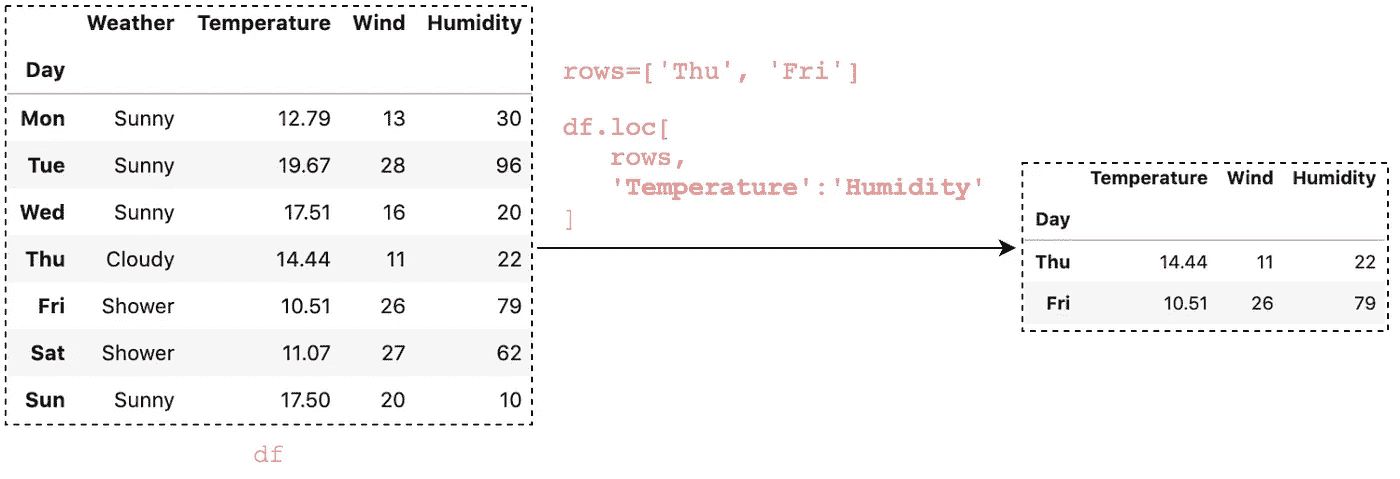 Weather Temperature Wind Humidity
Day
Mon Sunny 12.79 13 30
Tue Sunny 19.67 28 96
Wed Sunny 17.51 16 20
Thu Cloudy 14.44 11 22
Fri Shower 10.51 26 79
Sat Shower 11.07 27 62
Sun Sunny 17.50 20 10
df
rows=['Thu', 'Fri']
df.loc[
rows,
'Temperature':'Humidity'
]
Temperature Wind Humidity
Day
Thu 14.44 11 22
Fri 10.51 26 79